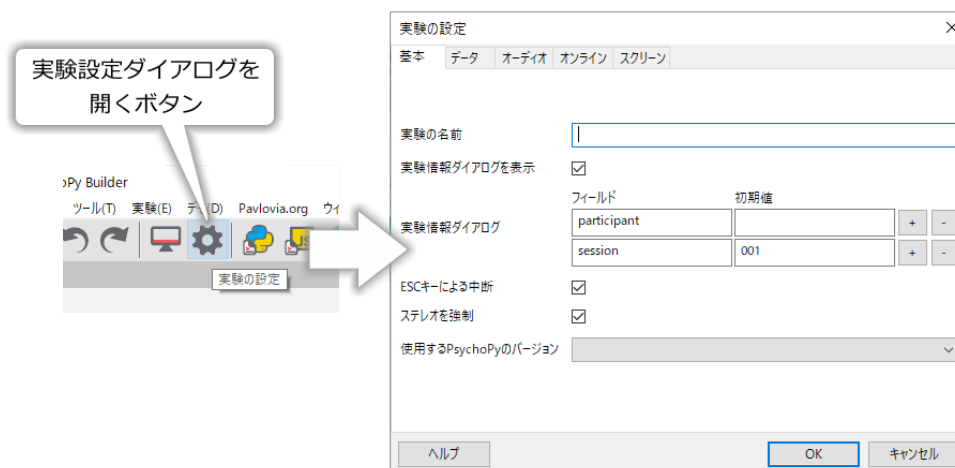 実験設定ダイアログを
開くボタン
oPy Builder
ツール(T) 実験(E) デモ(D) Pavlovia.org ウィ
JS
実験の設定
実験の設定
基本 データ オーディオ オンライン スクリーン
実験の名前
実験情報ダイアログを表示
フィールド 初期値
実験情報ダイアログ
participant + -
session 001 + -
ESCキーによる中断
ステレオを強制
使用するPsychoPyのバージョン
ヘルプ OK キャンセル